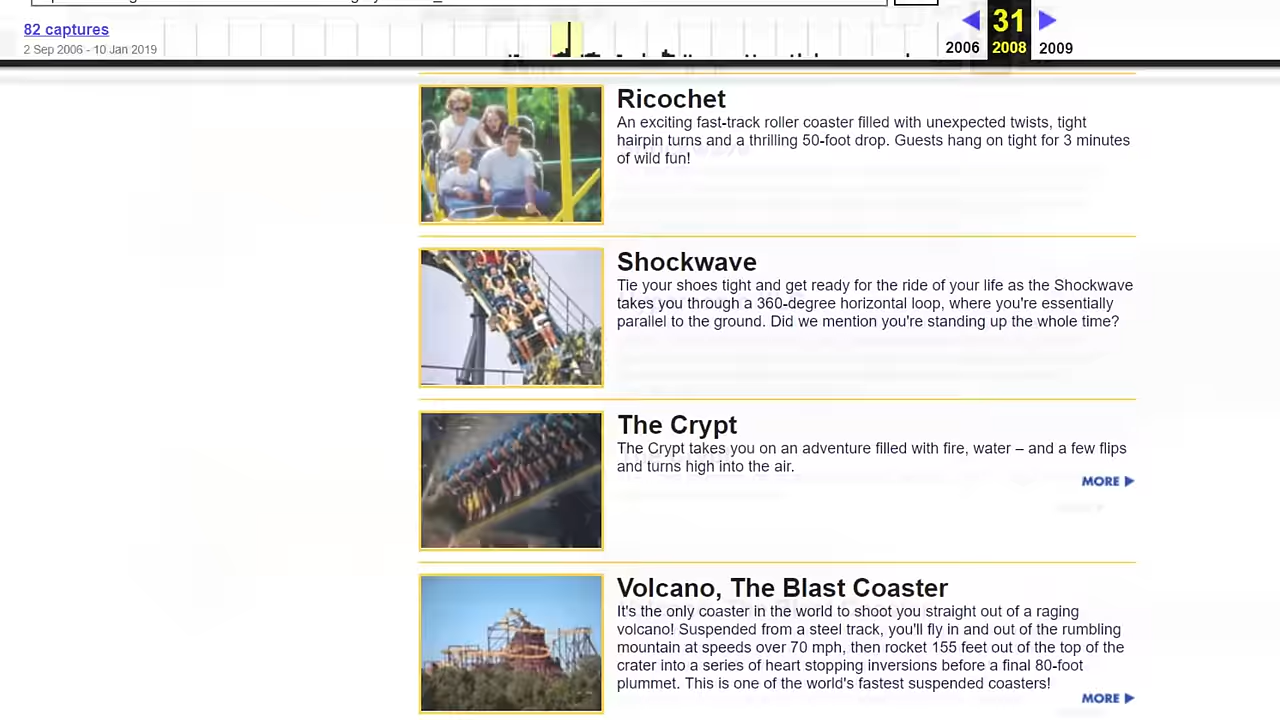 82 captures
2 Sep 2006 - 10 Jan 2019
31
2006 2008 2009
Ricochet
An exciting fast-track roller coaster filled with unexpected twists, tight
hairpin turns and a thrilling 50-foot drop. Guests hang on tight for 3 minutes
of wild fun!
Shockwave
Tie your shoes tight and get ready for the ride of your life as the Shockwave
takes you through a 360-degree horizontal loop, where you're essentially
parallel to the ground. Did we mention you're standing up the whole time?
The Crypt
The Crypt takes you on an adventure filled with fire, water – and a few flips
and turns high into the air.
MORE
Volcano, The Blast Coaster
It's the only coaster in the world to shoot you straight out of a raging
volcano! Suspended from a steel track, you'll fly in and out of the rumbling
mountain at speeds over 70 mph, then rocket 155 feet out of the top of the
crater into a series of heart stopping inversions before a final 80-foot
plummet. This is one of the world's fastest suspended coasters!
MORE